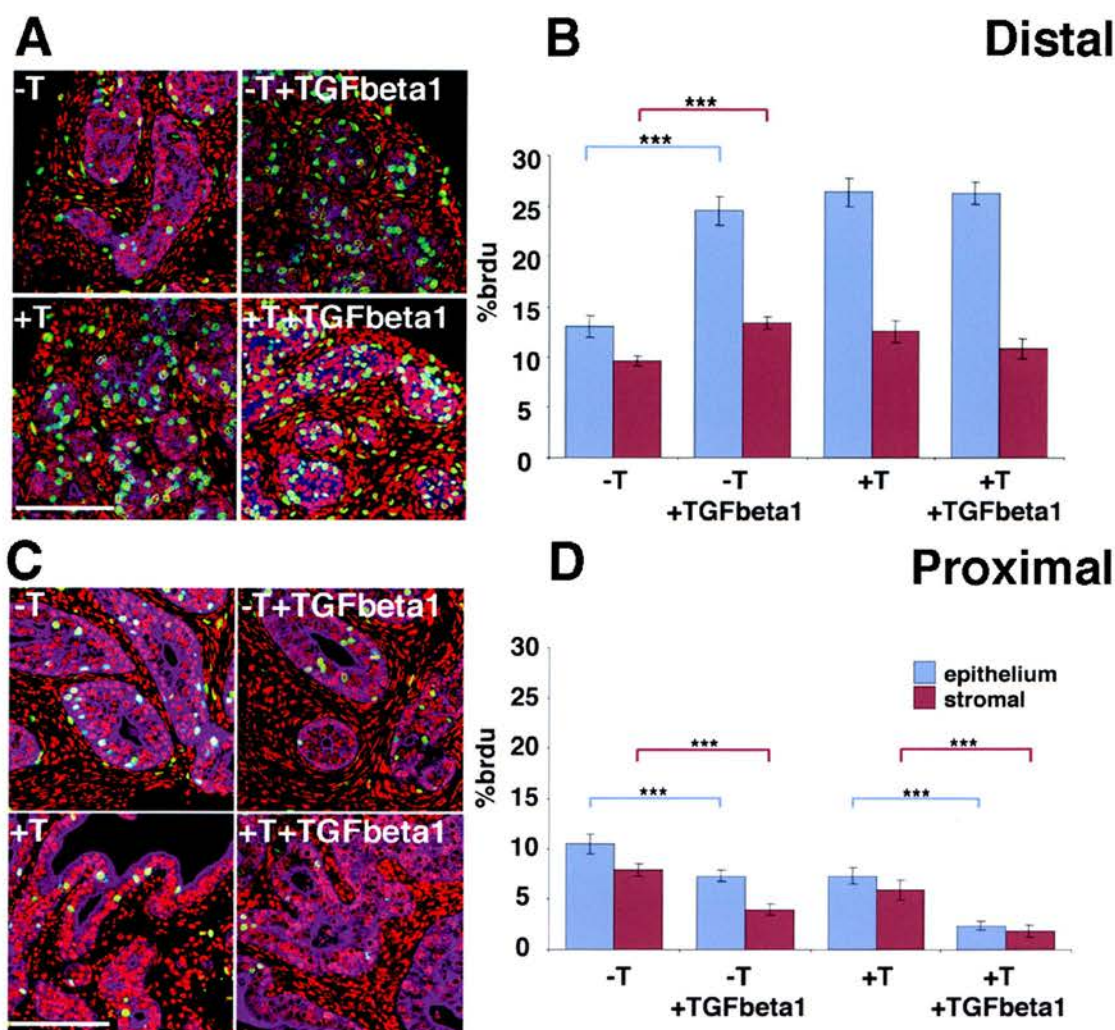 A
-T
-T+TGFbeta1
+T
+T+TGFbeta1
B
Distal
***
***
30
25
20
15
10
5
0
%brdu
-T
-T
+TGFbeta1
+T
+T
+TGFbeta1
C
-T
-T+TGFbeta1
+T
+T+TGFbeta1
D
Proximal
30
25
20
15
10
5
0
%brdu
epithelium
stromal
***
***
***
***
-T
-T
+TGFbeta1
+T
+T
+TGFbeta1